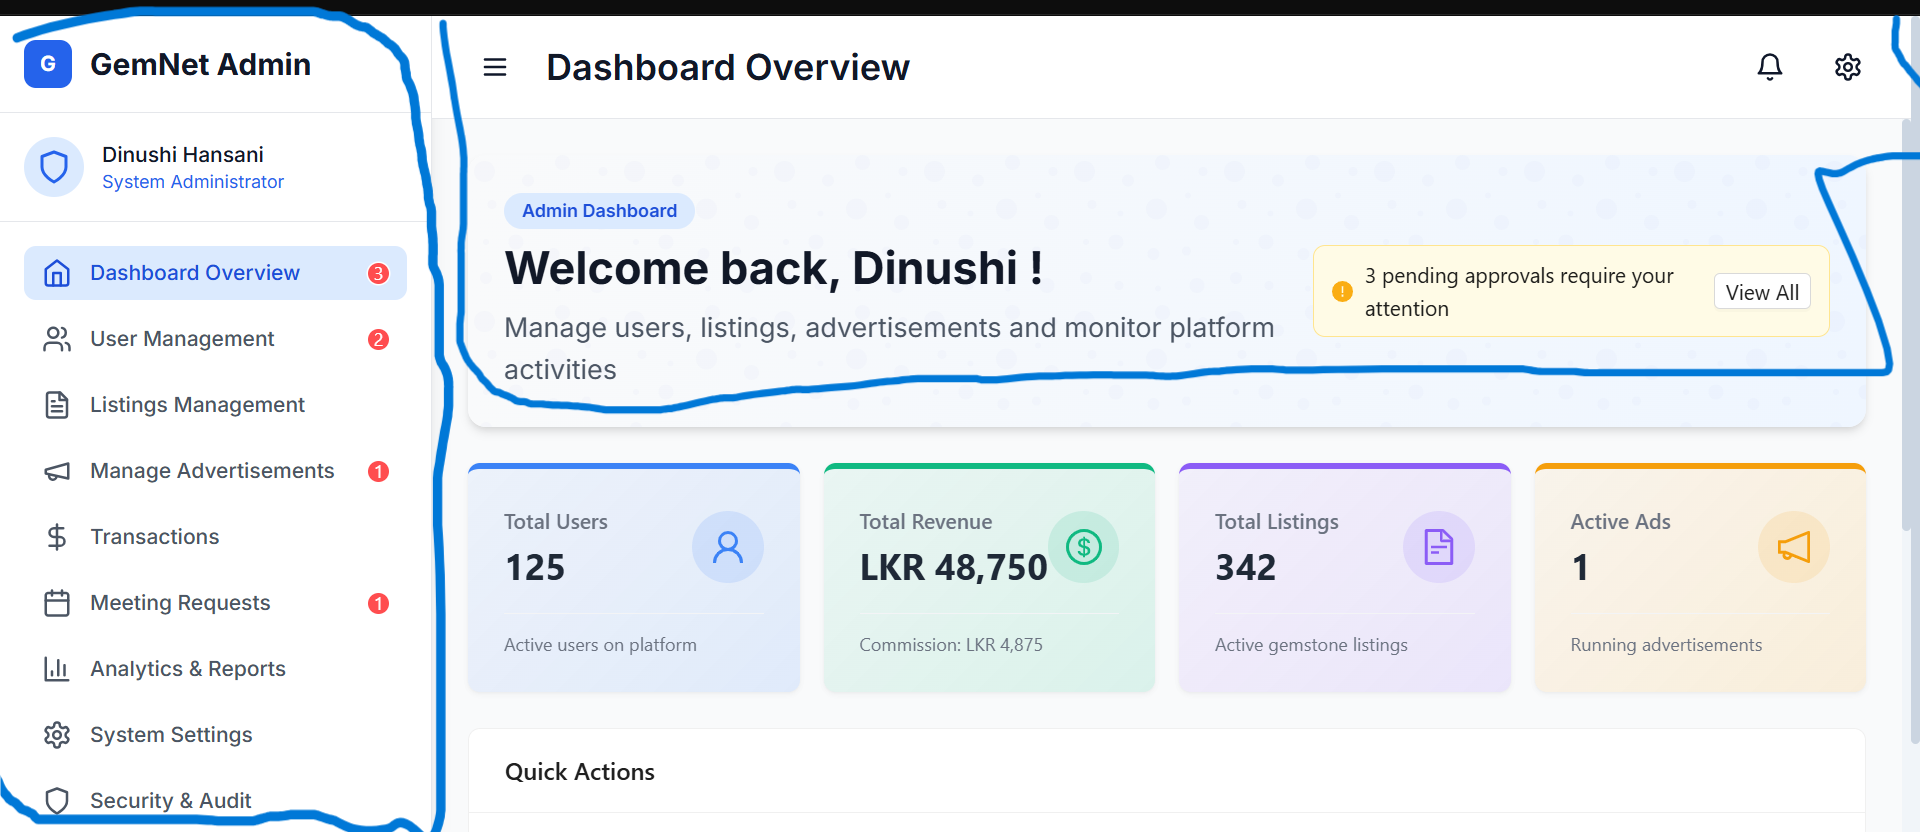 G GemNet Admin
Dinushi Hansani
System Administrator
Dashboard Overview 3
User Management 2
Listings Management
Manage Advertisements 1
Transactions
Meeting Requests 1
Analytics & Reports
System Settings
Security & Audit
Dashboard Overview
Admin Dashboard
Welcome back, Dinushi !
Manage users, listings, advertisements and monitor platform
activities
3 pending approvals require your
attention
View All
Total Users
125
Active users on platform
Total Revenue
LKR 48,750
Commission: LKR 4,875
Total Listings
342
Active gemstone listings
Active Ads
1
Running advertisements
Quick Actions